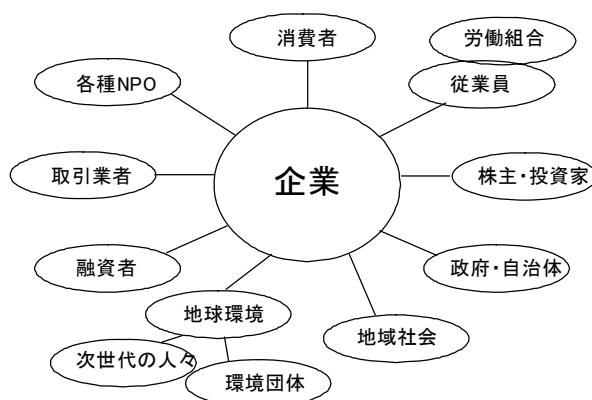 消費者
労働組合
各種NPO
従業員
取引業者
企業
株主・投資家
融資者
政府・自治体
地球環境
地域社会
次世代の人々
環境団体